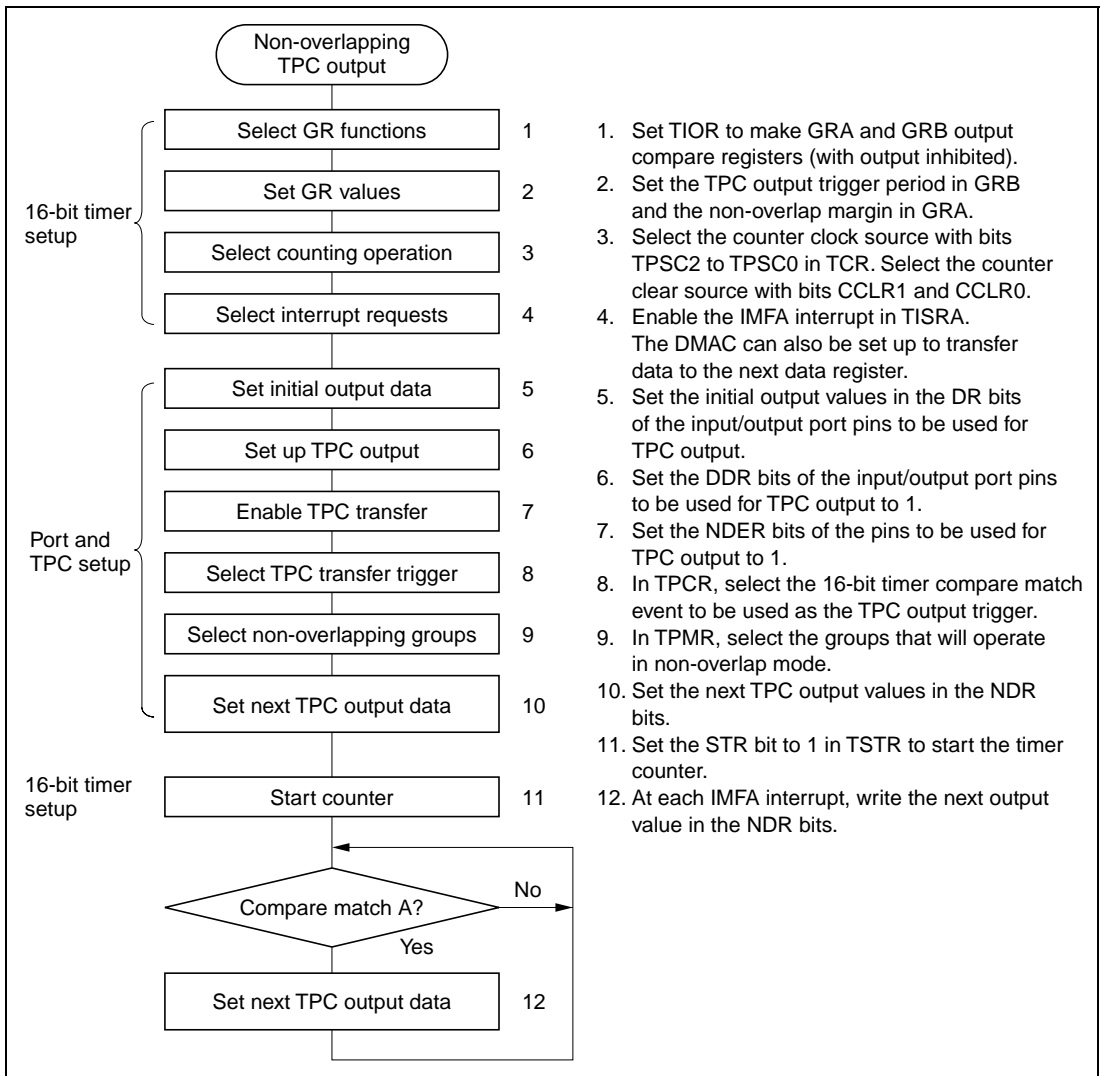 Non-overlapping
TPC output
16-bit timer
setup
Select GR functions 1
Set GR values 2
Select counting operation 3
Select interrupt requests 4
Port and
TPC setup
Set initial output data 5
Set up TPC output 6
Enable TPC transfer 7
Select TPC transfer trigger 8
Select non-overlapping groups 9
Set next TPC output data 10
16-bit timer
setup
Start counter 11
Compare match A?
No
Yes
Set next TPC output data 12
1. Set TIOR to make GRA and GRB output
compare registers (with output inhibited).
2. Set the TPC output trigger period in GRB
and the non-overlap margin in GRA.
3. Select the counter clock source with bits
TPSC2 to TPSC0 in TCR. Select the counter
clear source with bits CCLR1 and CCLR0.
4. Enable the IMFA interrupt in TISRA.
The DMAC can also be set up to transfer
data to the next data register.
5. Set the initial output values in the DR bits
of the input/output port pins to be used for
TPC output.
6. Set the DDR bits of the input/output port pins
to be used for TPC output to 1.
7. Set the NDER bits of the pins to be used for
TPC output to 1.
8. In TPCR, select the 16-bit timer compare match
event to be used as the TPC output trigger.
9. In TPMR, select the groups that will operate
in non-overlap mode.
10. Set the next TPC output values in the NDR
bits.
11. Set the STR bit to 1 in TSTR to start the timer
counter.
12. At each IMFA interrupt, write the next output
value in the NDR bits.